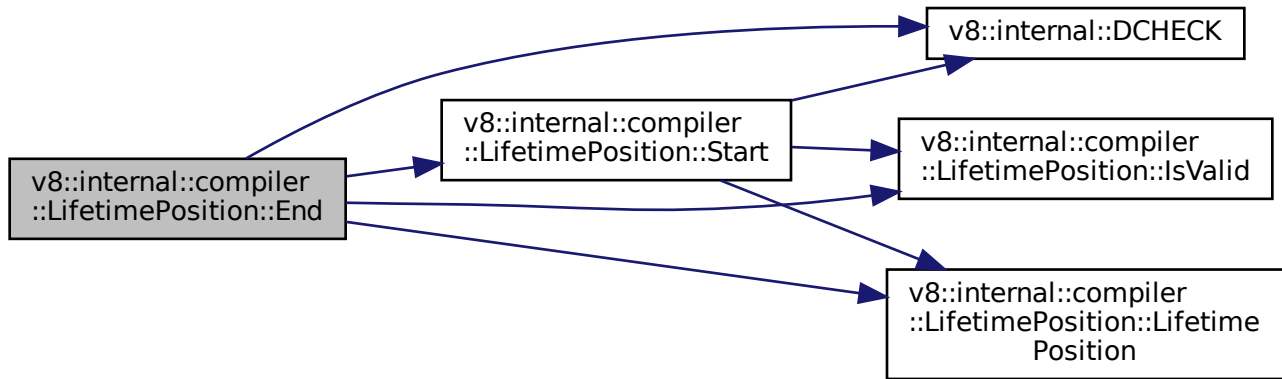 v8::internal::compiler
::LifetimePosition::End
v8::internal::compiler
::LifetimePosition::Start
v8::internal::DCHECK
v8::internal::compiler
::LifetimePosition::IsValid
v8::internal::compiler
::LifetimePosition::Lifetime
Position